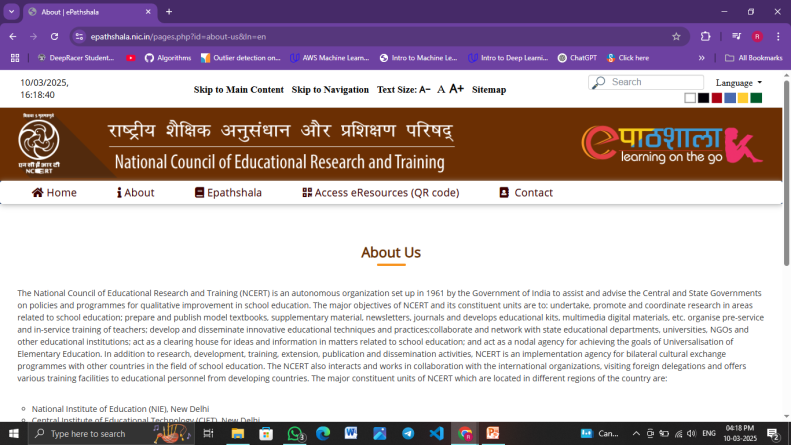 About | ePathshala
epathshala.nic.in/pages.php?id=about-us&ln=en
DeepRacer Student...
Algorithms
Outlier detection on...
AWS Machine Learn...
Intro to Machine Le...
Intro to Deep Learni...
ChatGPT
Click here
All Bookmarks
10/03/2025,
16:18:40
Skip to Main Content Skip to Navigation Text Size: A- A A+ Sitemap
Search
Language
राष्ट्रीय शैक्षिक अनुसंधान और प्रशिक्षण परिषद्
National Council of Educational Research and Training
एन सी ई आर टी
NCERT
eपाठशाला
learning on the go
Home About Epathshala Access eResources (QR code) Contact
About Us
The National Council of Educational Research and Training (NCERT) is an autonomous organization set up in 1961 by the Government of India to assist and advise the Central and State Governments
on policies and programmes for qualitative improvement in school education. The major objectives of NCERT and its constituent units are to: undertake, promote and coordinate research in areas
related to school education; prepare and publish model textbooks, supplementary material, newsletters, journals and develops educational kits, multimedia digital materials, etc. organise pre-service
and in-service training of teachers; develop and disseminate innovative educational techniques and practices;collaborate and network with state educational departments, universities, NGOs and
other educational institutions; act as a clearing house for ideas and information in matters related to school education; and act as a nodal agency for achieving the goals of Universalisation of
Elementary Education. In addition to research, development, training, extension, publication and dissemination activities, NCERT is an implementation agency for bilateral cultural exchange
programmes with other countries in the field of school education. The NCERT also interacts and works in collaboration with the international organizations, visiting foreign delegations and offers
various training facilities to educational personnel from developing countries. The major constituent units of NCERT which are located in different regions of the country are:
National Institute of Education (NIE), New Delhi
Central Institute of Educational Technology (CIET), New Delhi
Type here to search
Can...
ENG
04:18 PM
10-03-2025